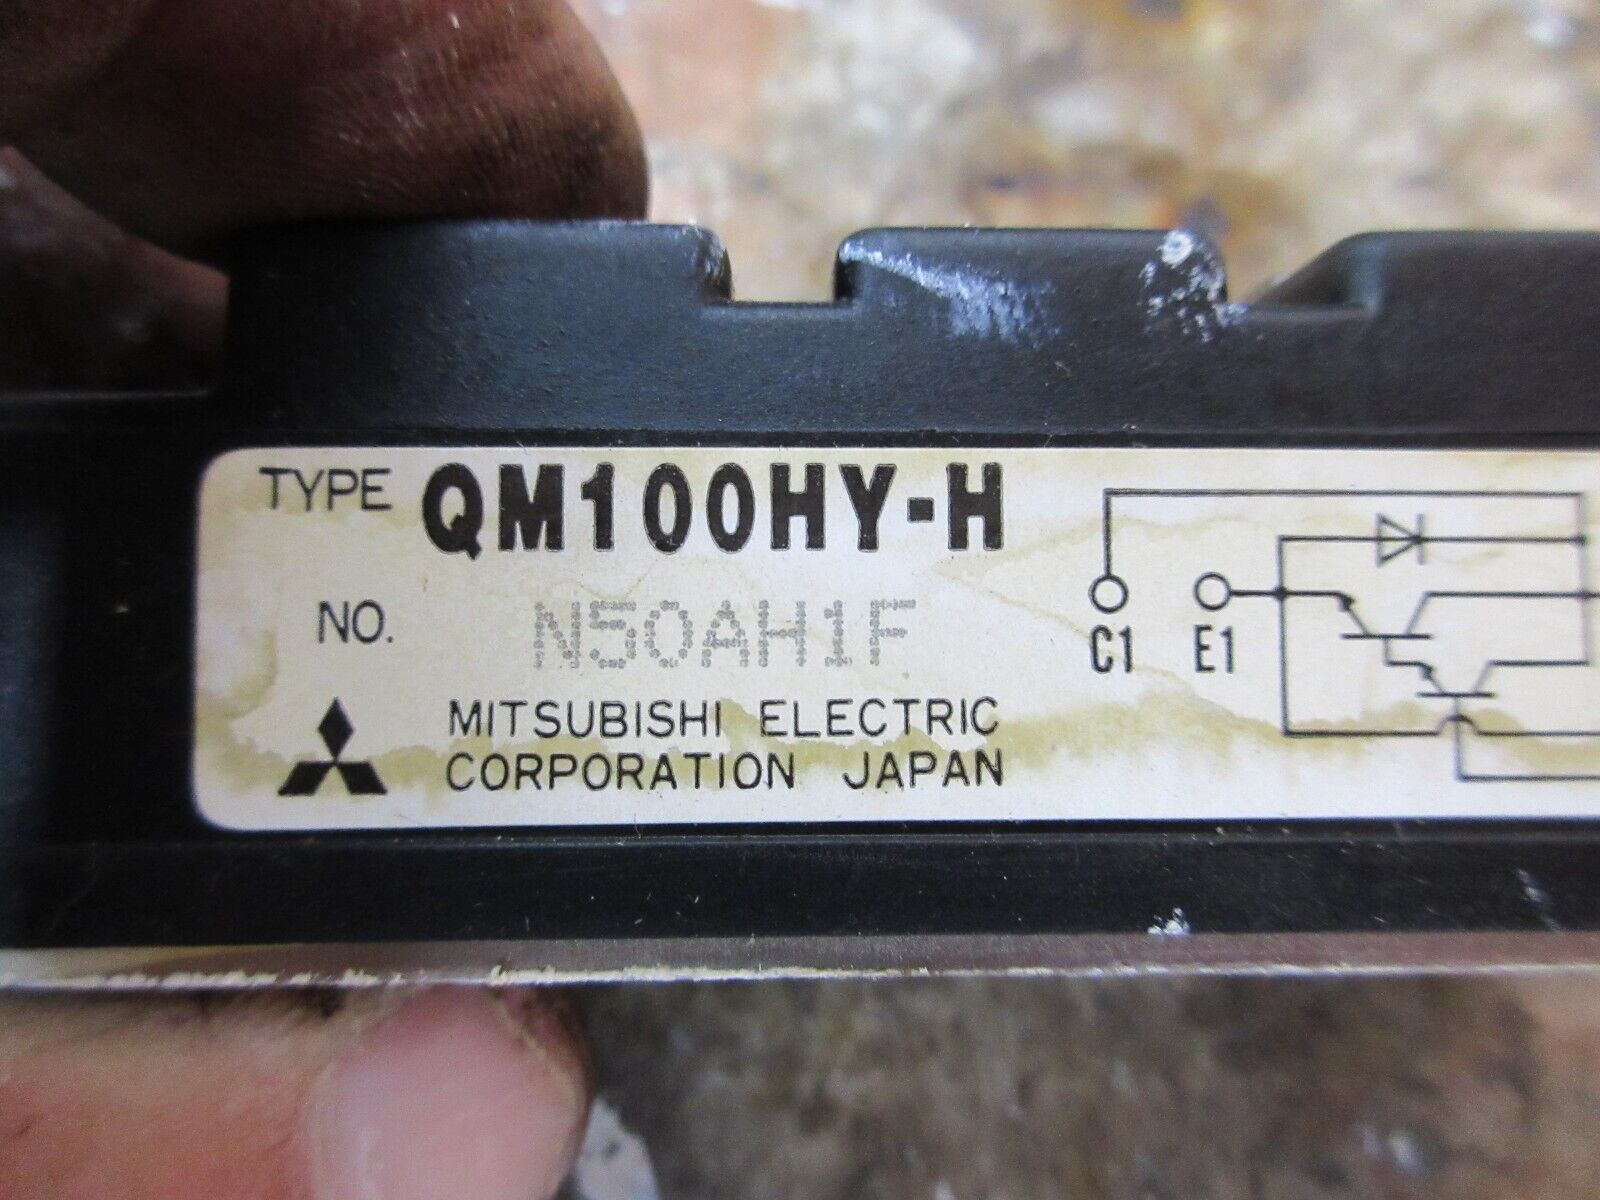 TYPE QM100HY-H
NO. N50AH1F
MITSUBISHI ELECTRIC
CORPORATION JAPAN
C1 E1